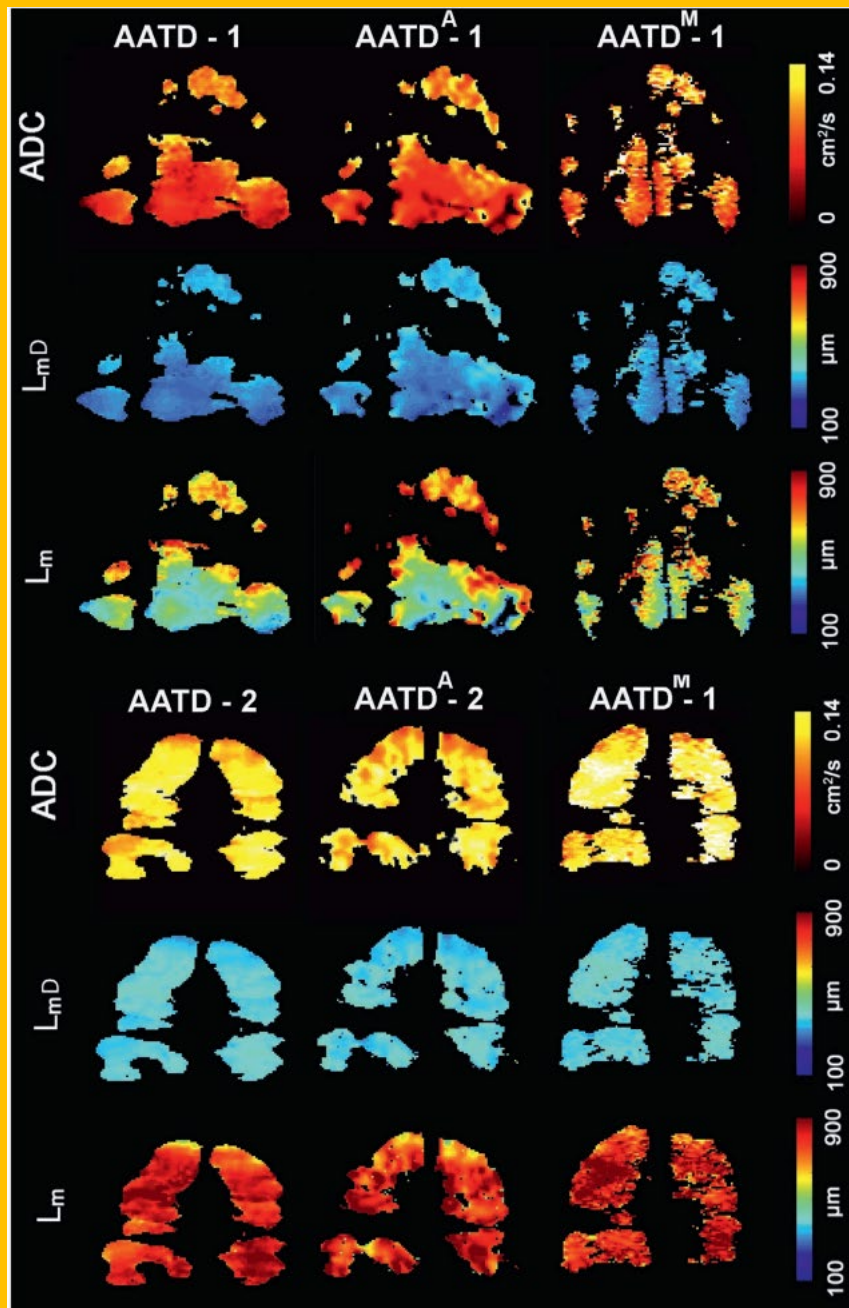 AATD - 1 AATD^A - 1 AATD^M - 1
ADC 0.14 cm²/s 0
LmD 900 µm 100
Lm 900 µm 100
AATD - 2 AATD^A - 2 AATD^M - 1
ADC 0.14 cm²/s 0
LmD 900 µm 100
Lm 900 µm 100